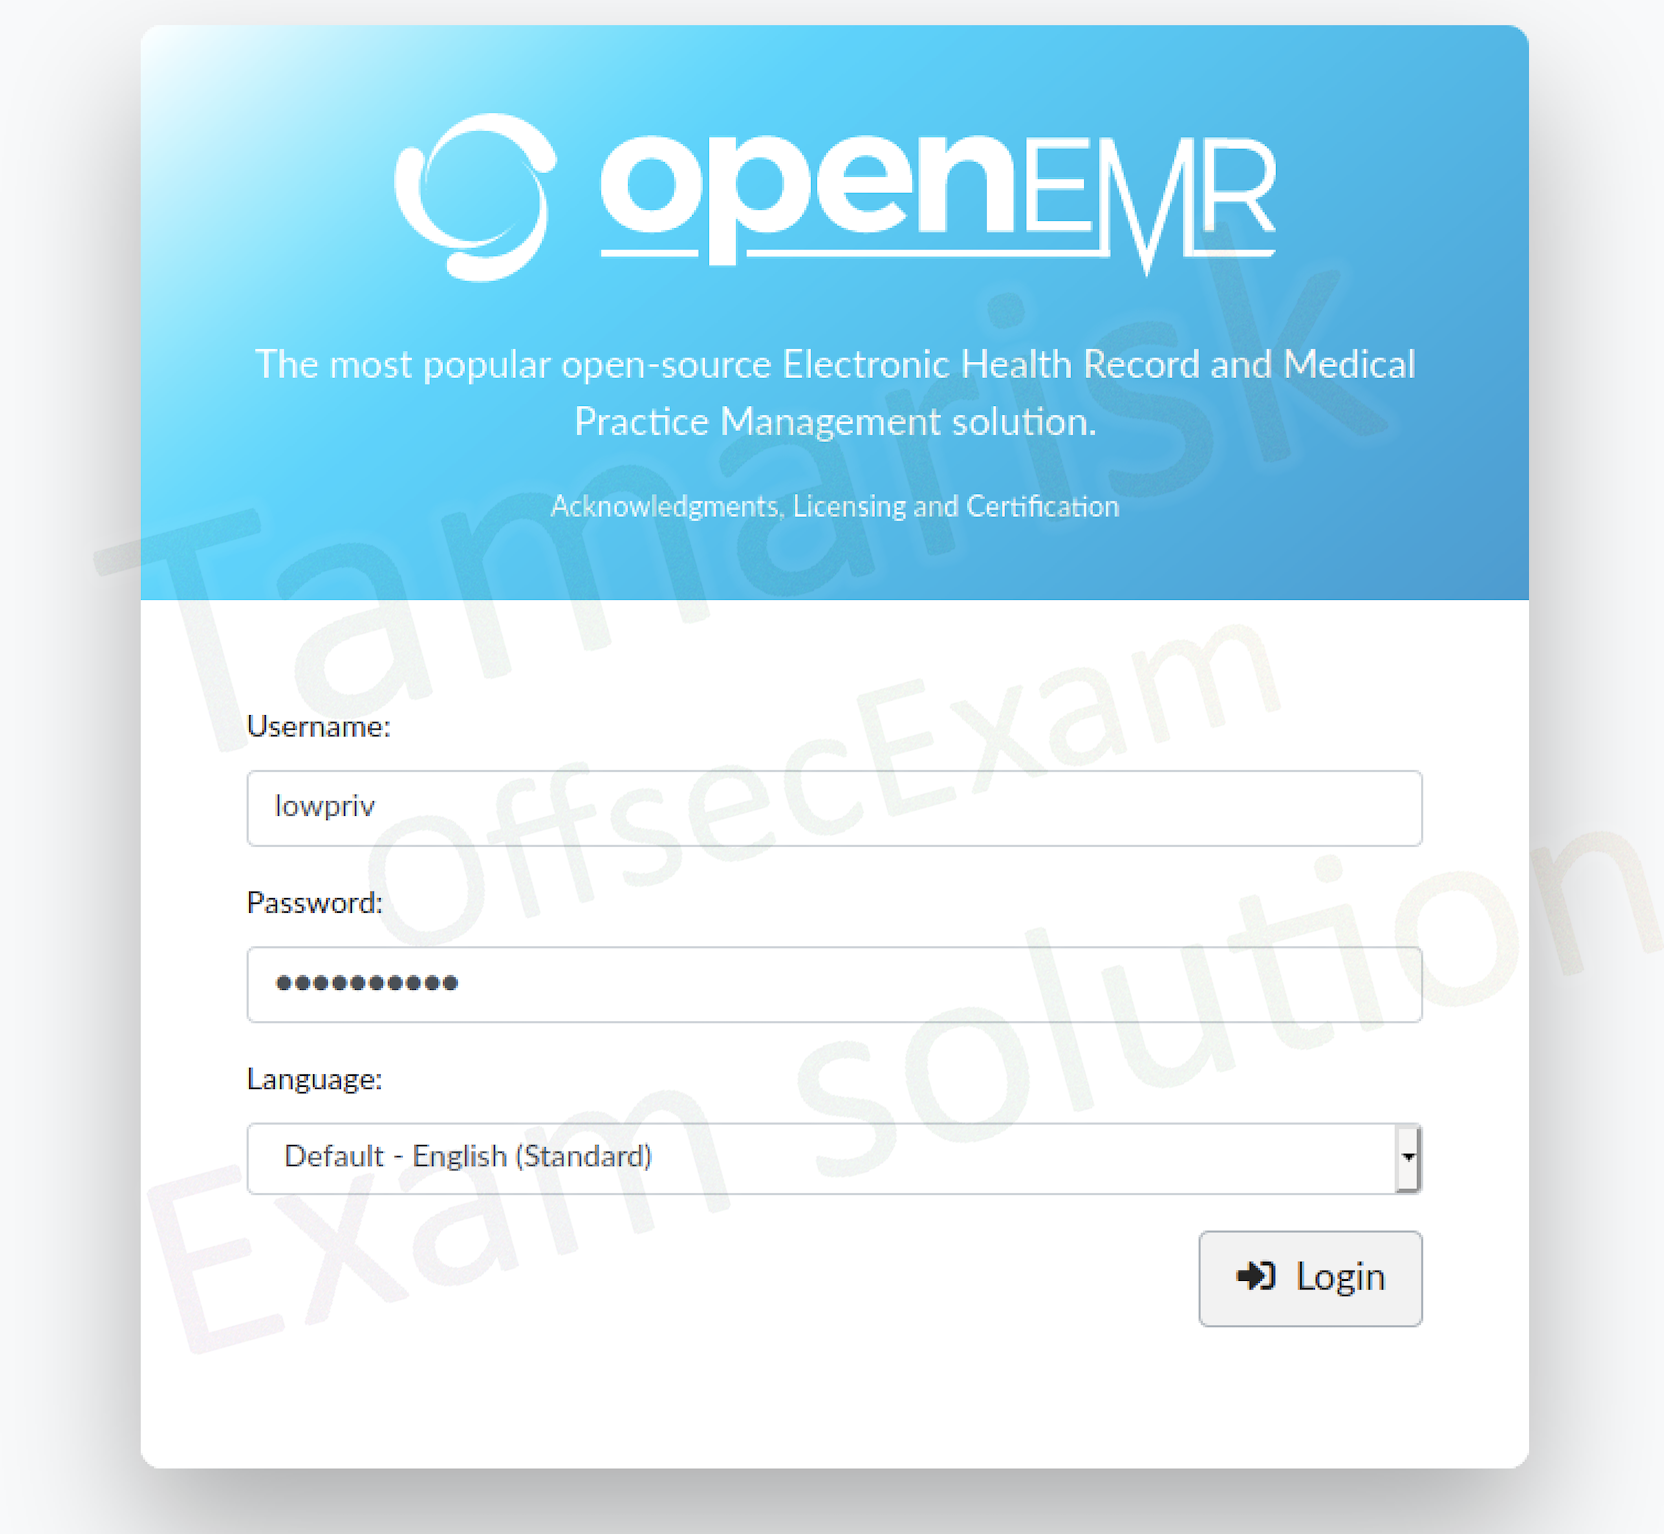 openEMR
The most popular open-source Electronic Health Record and Medical
Practice Management solution.
Acknowledgments, Licensing and Certification
Tamarisk
Username:
OffsecExam
lowpriv
Password:
••••••••••
Exam solution
Language:
Default - English (Standard)
Login